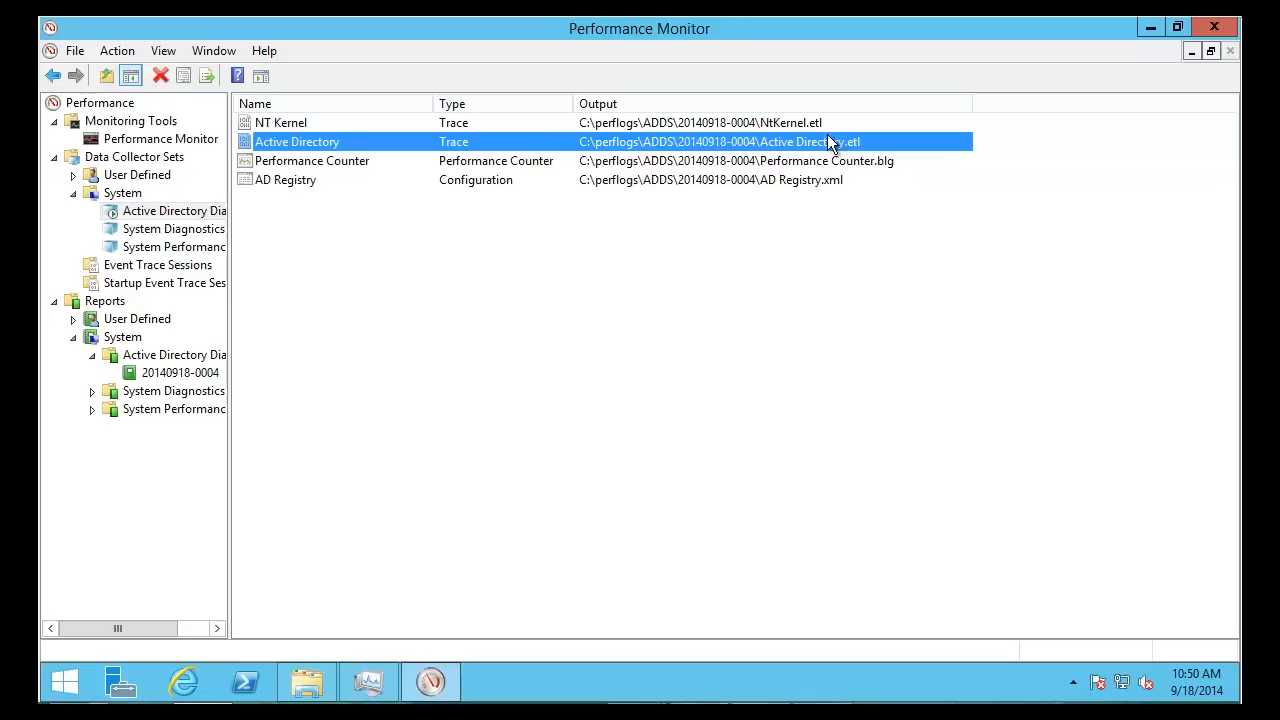 Performance Monitor
File Action View Window Help
Performance
Monitoring Tools
Performance Monitor
Data Collector Sets
User Defined
System
Active Directory Dia
System Diagnostics
System Performanc
Event Trace Sessions
Startup Event Trace Ses
Reports
User Defined
System
Active Directory Dia
20140918-0004
System Diagnostics
System Performanc
Name Type Output
NT Kernel Trace C:\perflogs\ADDS\20140918-0004\NtKernel.etl
Active Directory Trace C:\perflogs\ADDS\20140918-0004\Active Directory.etl
Performance Counter Performance Counter C:\perflogs\ADDS\20140918-0004\Performance Counter.blg
AD Registry Configuration C:\perflogs\ADDS\20140918-0004\AD Registry.xml
10:50 AM
9/18/2014